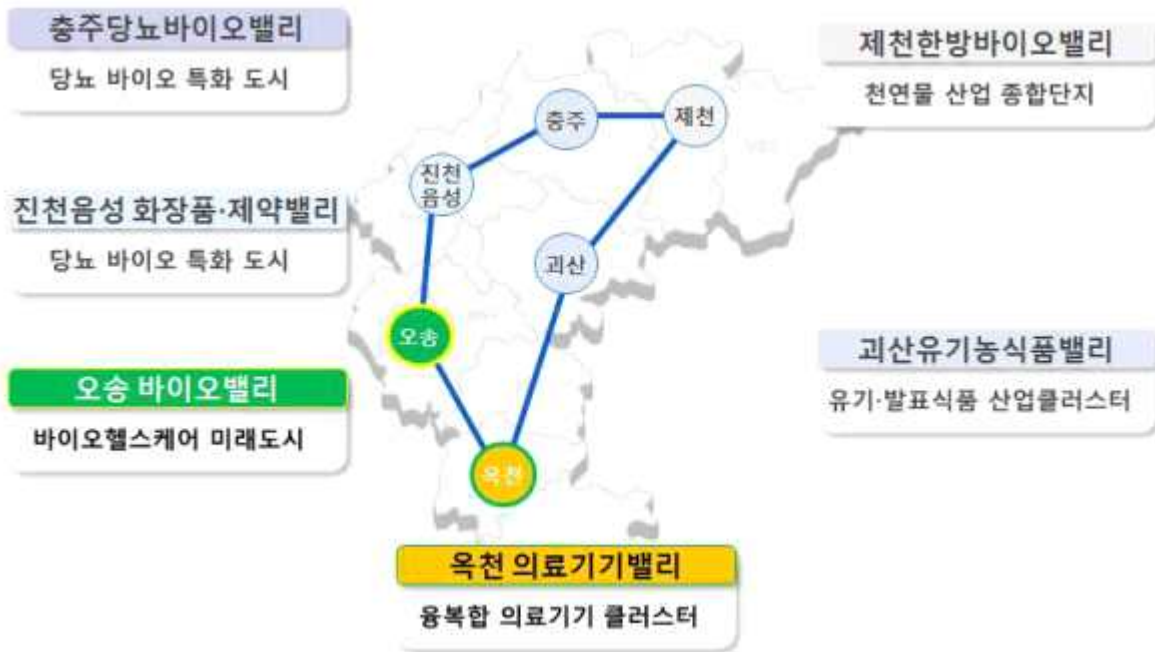 충주당뇨바이오밸리
당뇨 바이오 특화 도시
제천한방바이오밸리
천연물 산업 종합단지
충주
제천
진천
음성
진천음성 화장품·제약밸리
당뇨 바이오 특화 도시
괴산
오송
괴산유기농식품밸리
유기·발표식품 산업클러스터
오송 바이오밸리
바이오헬스케어 미래도시
옥천
옥천 의료기기밸리
융복합 의료기기 클러스터